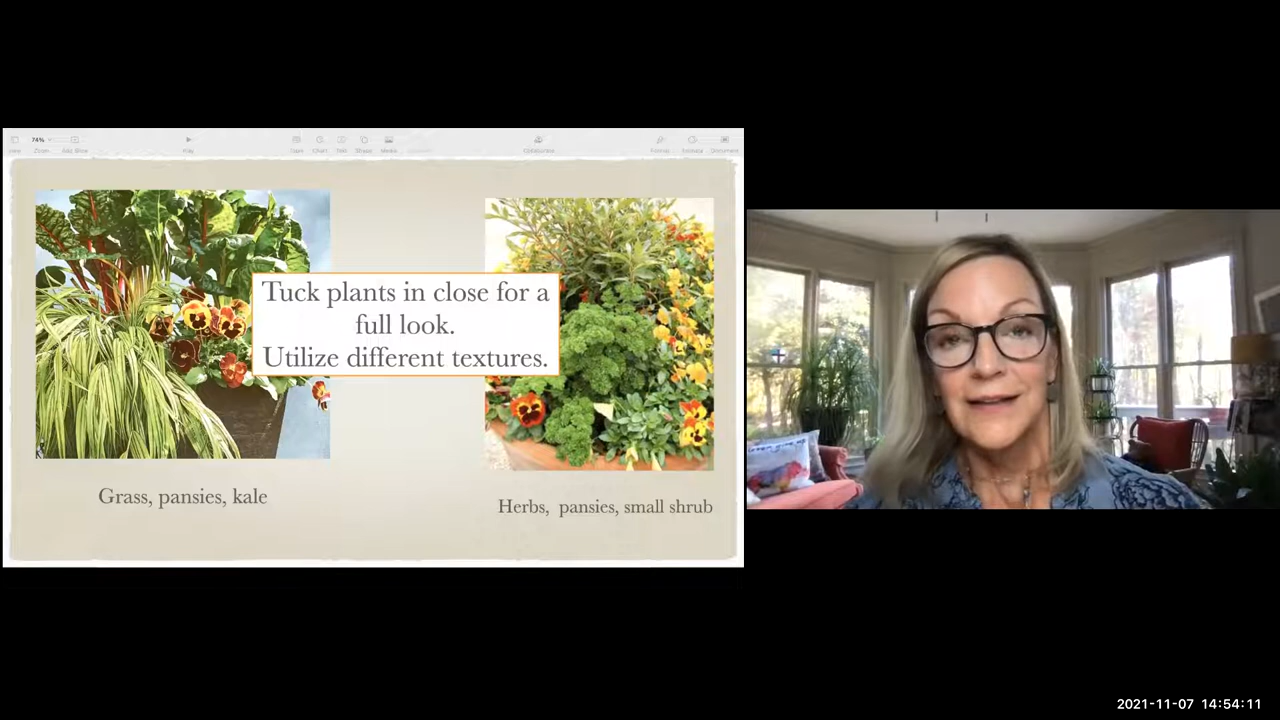 74%
Tuck plants in close for a
full look.
Utilize different textures.
Grass, pansies, kale
Herbs, pansies, small shrub
2021-11-07 14:54:11